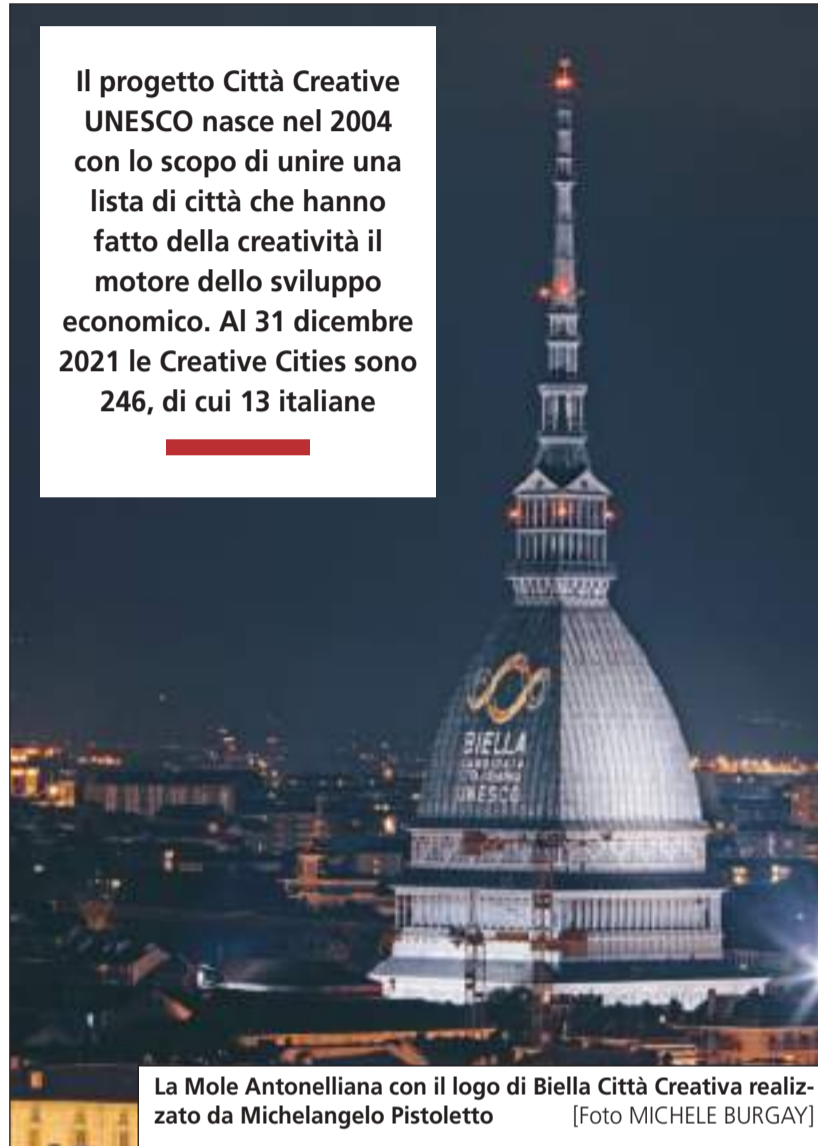 Il progetto Città Creative
UNESCO nasce nel 2004
con lo scopo di unire una
lista di città che hanno
fatto della creatività il
motore dello sviluppo
economico. Al 31 dicembre
2021 le Creative Cities sono
246, di cui 13 italiane
BIELLA
CANDIDATA
CITTÀ CREATIVA
UNESCO
La Mole Antonelliana con il logo di Biella Città Creativa realiz-
zato da Michelangelo Pistoletto [Foto MICHELE BURGAY]